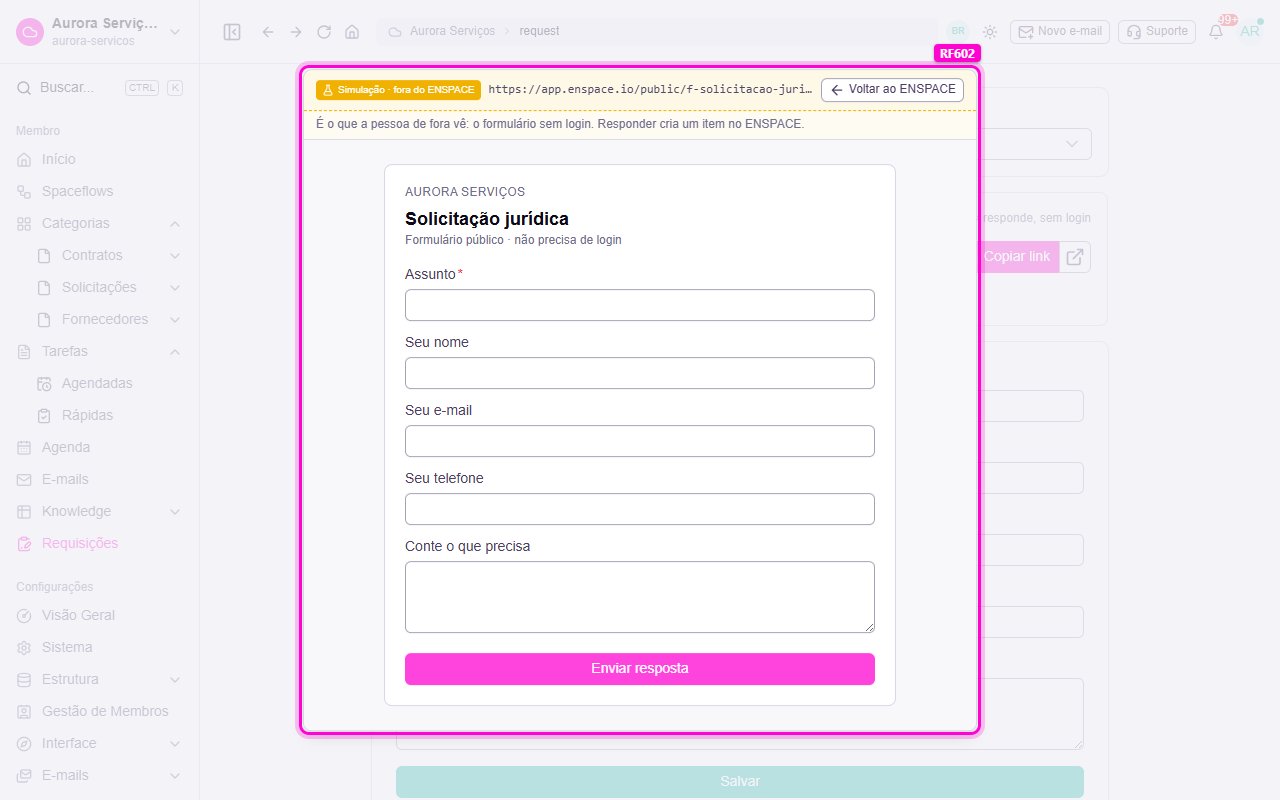 Aurora Serviç...
aurora-servicos
Aurora Serviços
request
BR
Novo e-mail
Suporte
99+
AR
RF602
Buscar...
CTRL
K
Simulação · fora do ENSPACE
https://app.enspace.io/public/f-solicitacao-juri…
Voltar ao ENSPACE
É o que a pessoa de fora vê: o formulário sem login. Responder cria um item no ENSPACE.
Membro
Início
Spaceflows
Categorias
Contratos
Solicitações
Fornecedores
Tarefas
Agendadas
Rápidas
Agenda
E-mails
Knowledge
Requisições
Configurações
Visão Geral
Sistema
Estrutura
Gestão de Membros
Interface
E-mails
AURORA SERVIÇOS
Solicitação jurídica
Formulário público · não precisa de login
Assunto*
Seu nome
Seu e-mail
Seu telefone
Conte o que precisa
Enviar resposta
responde, sem login
Copiar link
Salvar